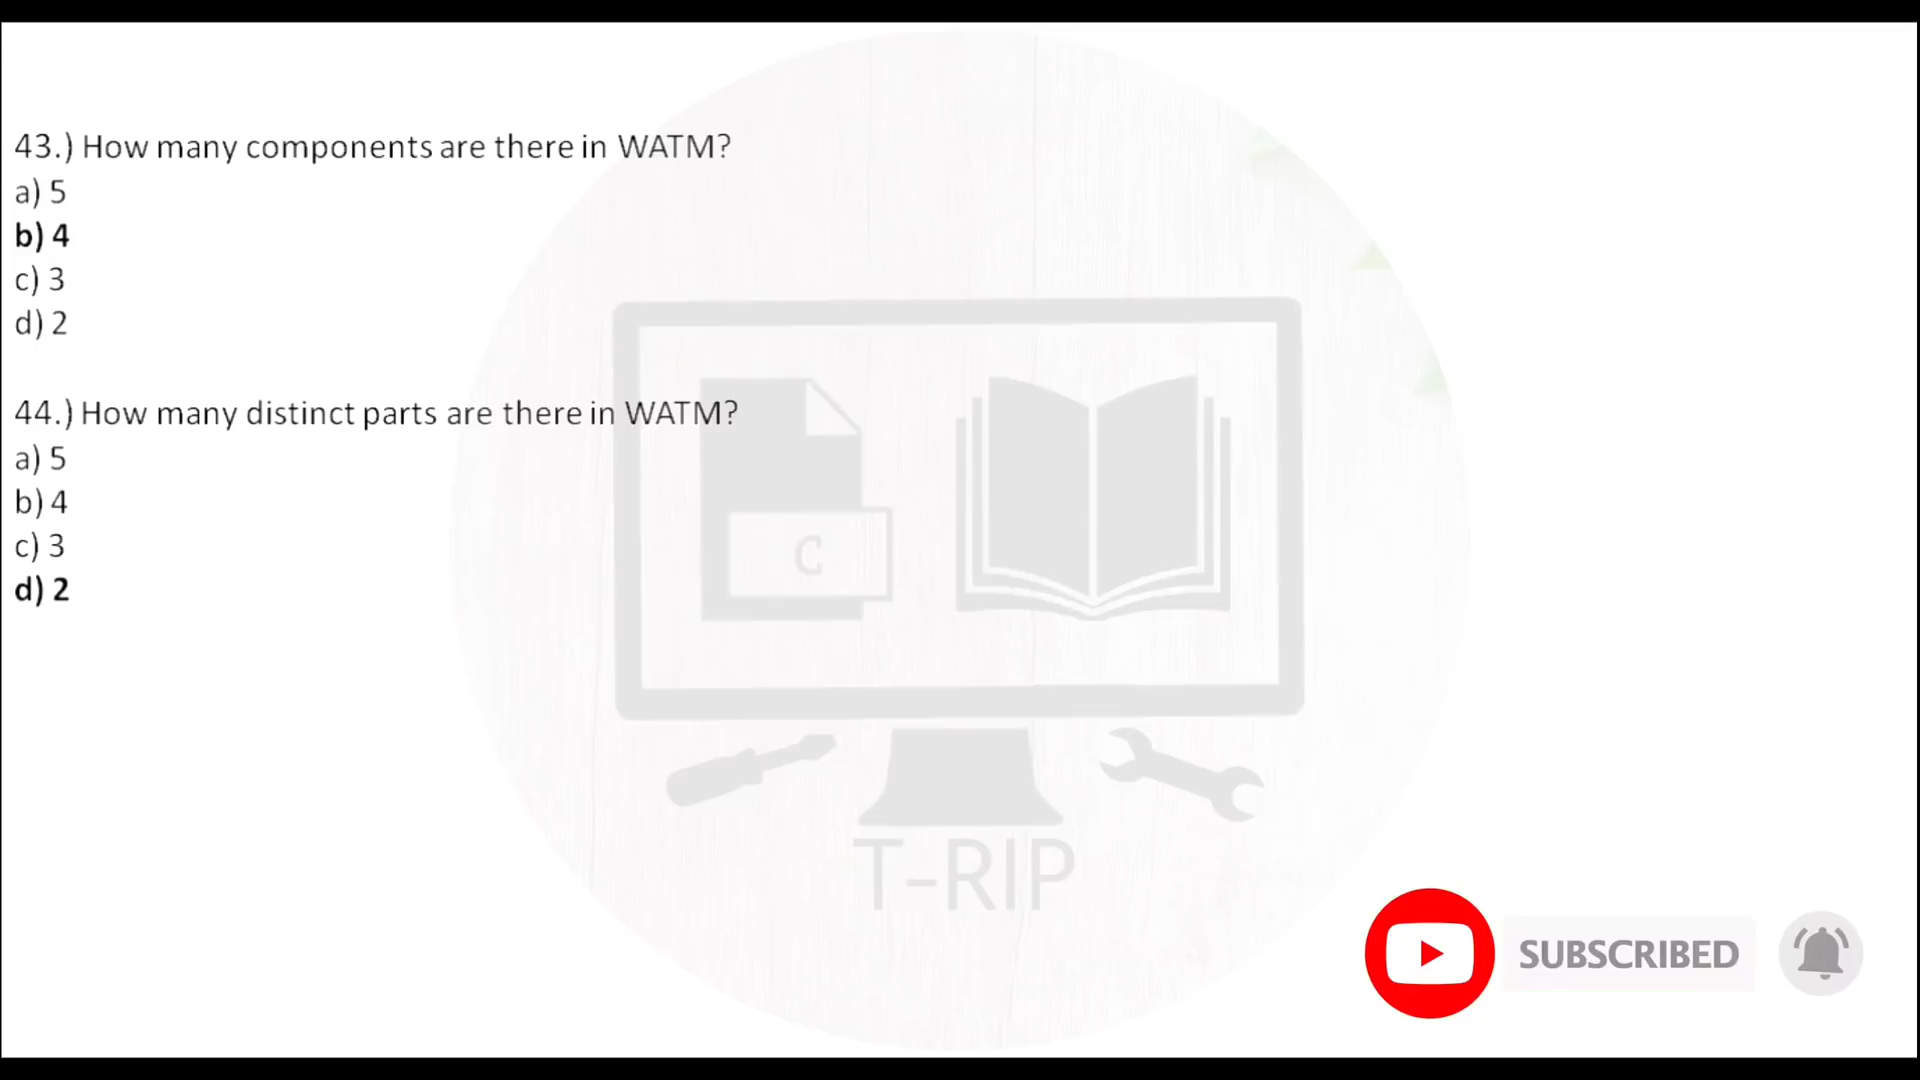 43.) How many components are there in WATM?
a) 5
b) 4
c) 3
d) 2
44.) How many distinct parts are there in WATM?
a) 5
b) 4
c) 3
d) 2
C
T-RIP
SUBSCRIBED